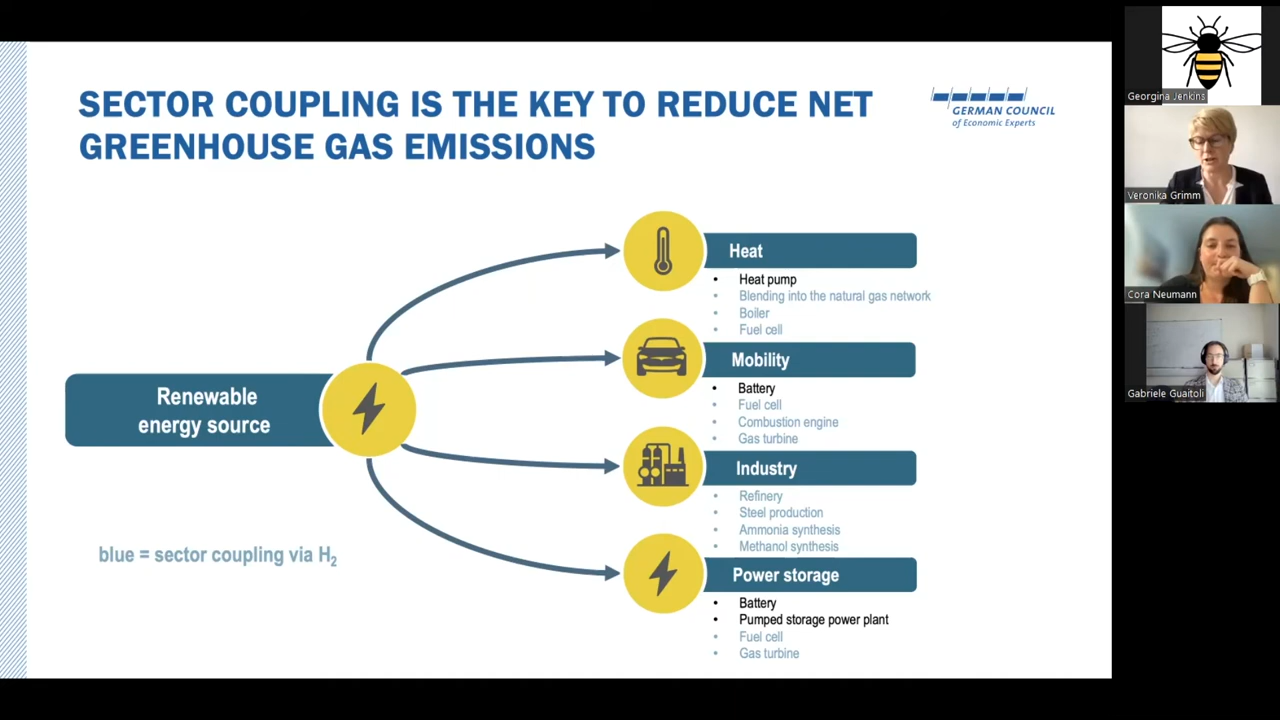 SECTOR COUPLING IS THE KEY TO REDUCE NET
GREENHOUSE GAS EMISSIONS
GERMAN COUNCIL
of Economic Experts
Renewable
energy source
blue = sector coupling via H₂
Heat
• Heat pump
• Blending into the natural gas network
• Boiler
• Fuel cell
Mobility
• Battery
• Fuel cell
• Combustion engine
• Gas turbine
Industry
• Refinery
• Steel production
• Ammonia synthesis
• Methanol synthesis
Power storage
• Battery
• Pumped storage power plant
• Fuel cell
• Gas turbine
Georgina Jenkins
Veronika Grimm
Cora Neumann
Gabriele Guaitoli